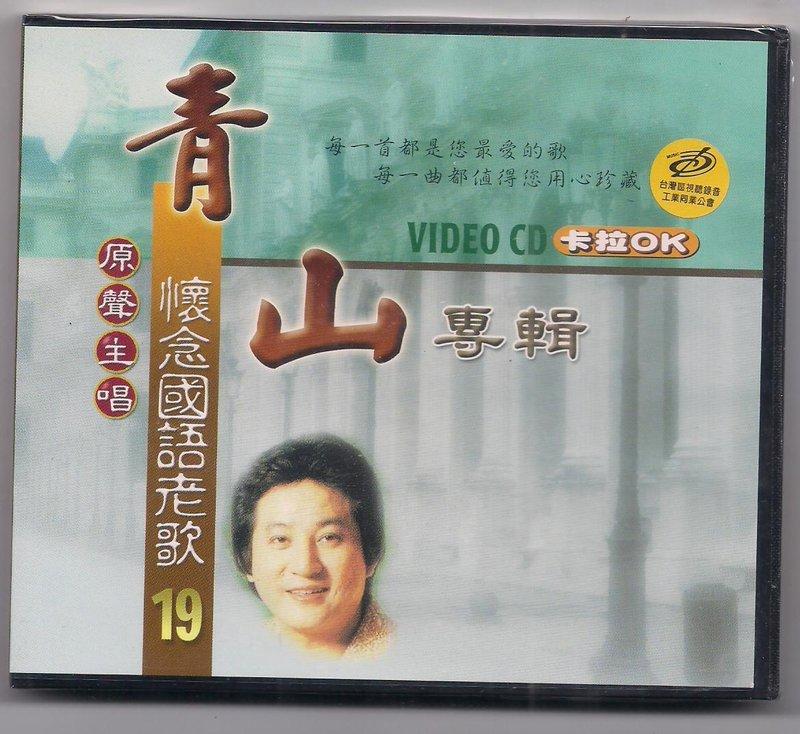 青山
專輯
每一首都是您最愛的歌
每一曲都值得您用心珍藏
台灣區視聽錄音
工業同業公會
VIDEO CD 卡拉OK
原聲主唱
懷念國語老歌
19